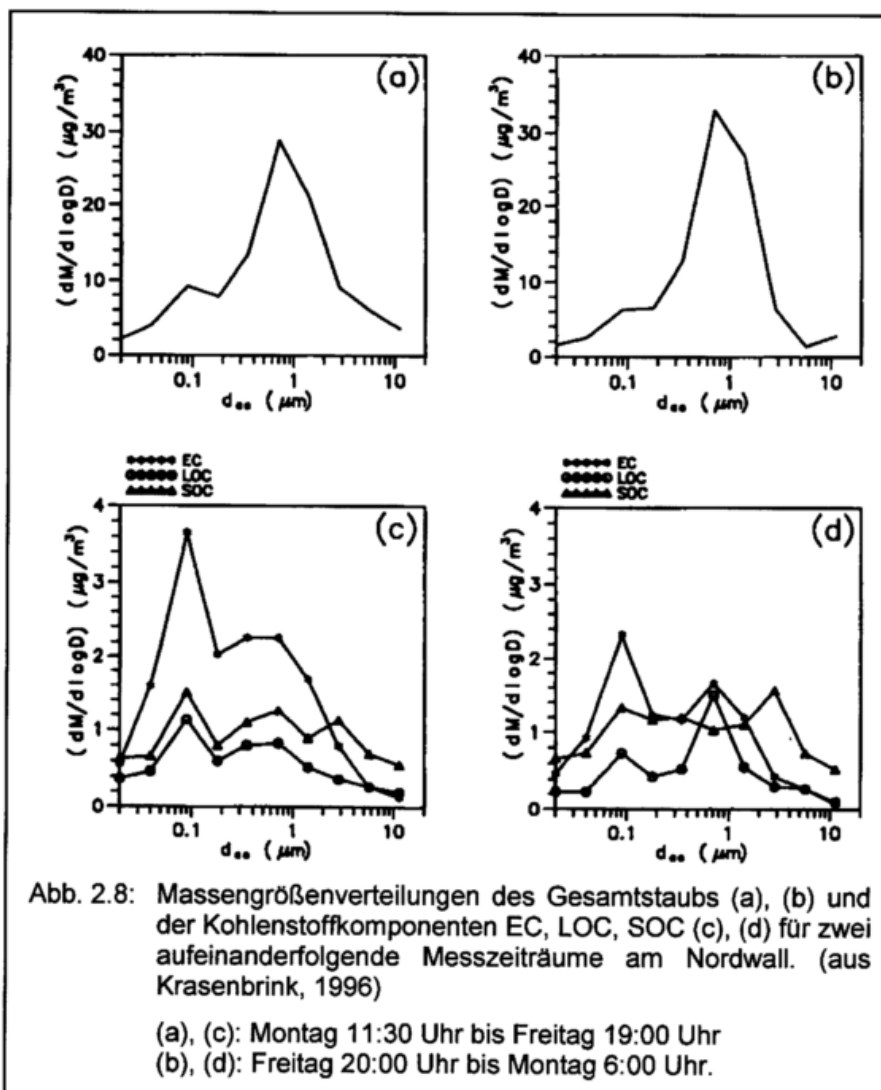 40
30
20
10
0
(dM/dlogD) (µg/m³)
(a)
0.1 1 10
dae (µm)
40
30
20
10
0
(dM/dlogD) (µg/m³)
(b)
0.1 1 10
dae (µm)
EC
LOC
SOC
4
3
2
1
0
(dM/dlogD) (µg/m³)
(c)
0.1 1 10
dae (µm)
EC
LOC
SOC
4
3
2
1
0
(dM/dlogD) (µg/m³)
(d)
0.1 1 10
dae (µm)
Abb. 2.8: Massengrößenverteilungen des Gesamtstaubs (a), (b) und
der Kohlenstoffkomponenten EC, LOC, SOC (c), (d) für zwei
aufeinanderfolgende Messzeiträume am Nordwall. (aus
Krasenbrink, 1996)
(a), (c): Montag 11:30 Uhr bis Freitag 19:00 Uhr
(b), (d): Freitag 20:00 Uhr bis Montag 6:00 Uhr.